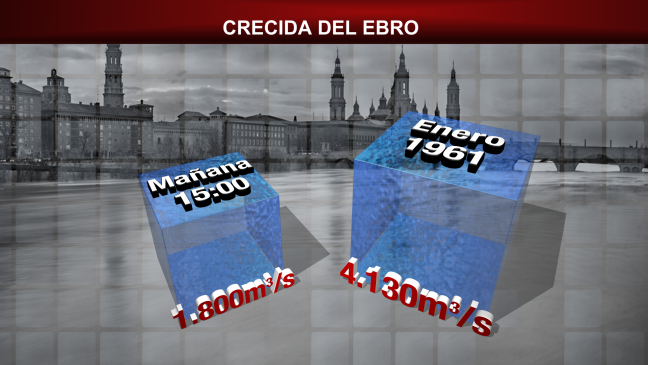 CRECIDA DEL EBRO
Mañana
15:00
1.800m³/s
Enero
1961
4.130m³/s